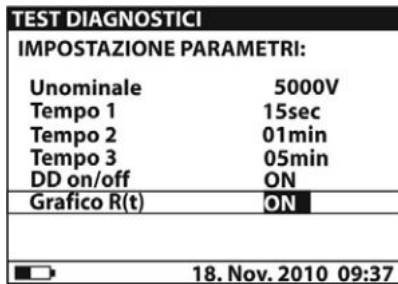 TEST DIAGNOSTICI
IMPOSTAZIONE PARAMETRI:
Unominale 5000V
Tempo 1 15sec
Tempo 2 01min
Tempo 3 05min
DD on/off ON
Grafico R(t) ON
18. Nov. 2010 09:37